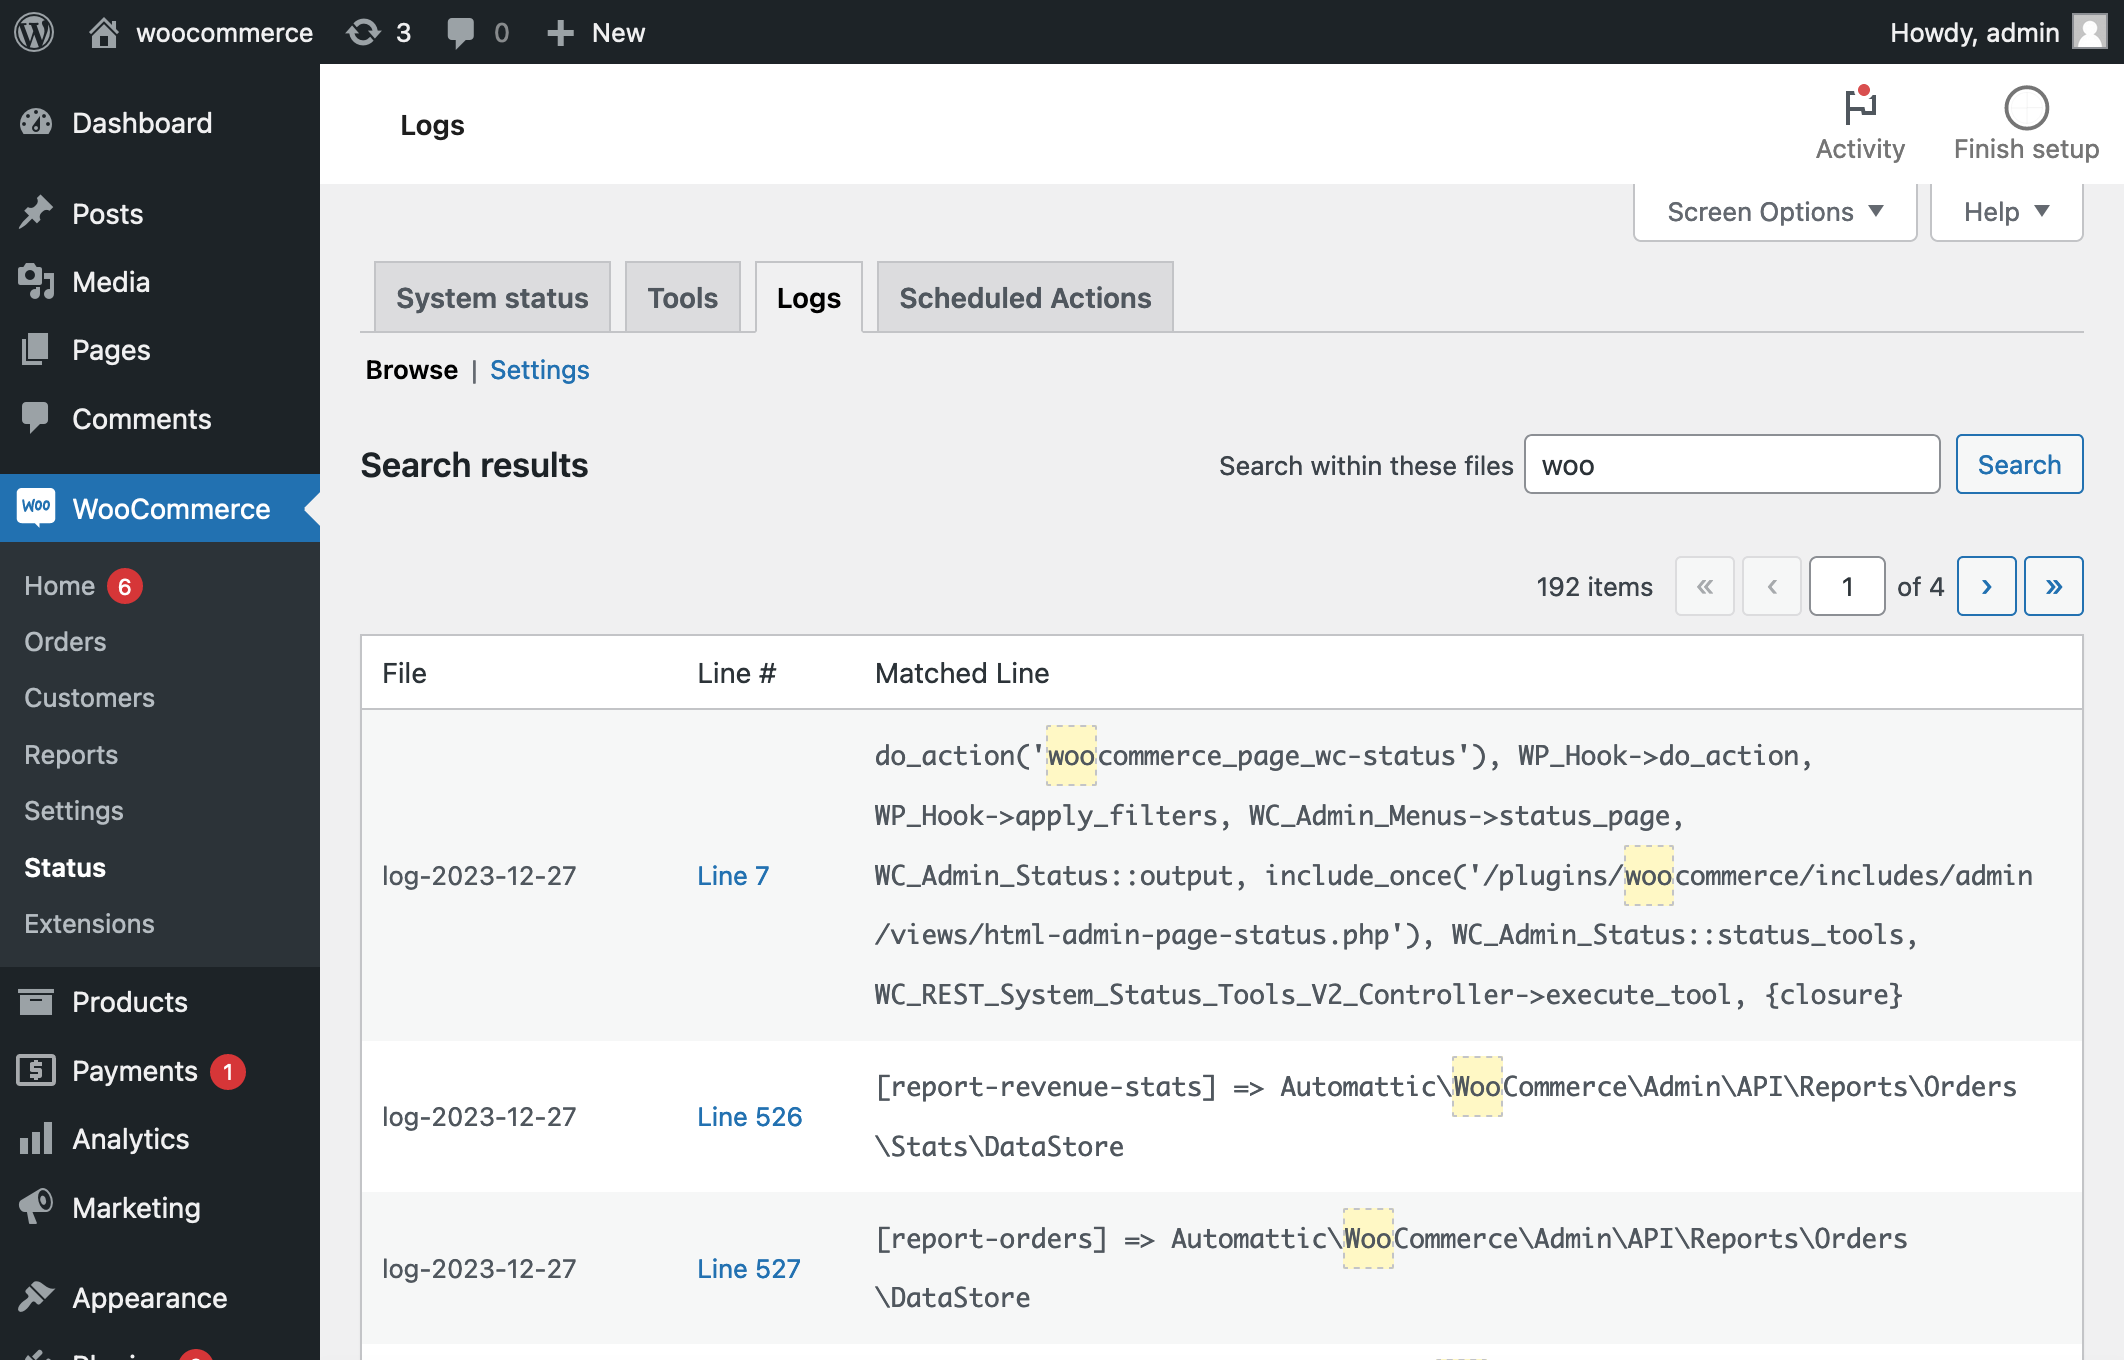 woocommerce 3 0 New Howdy, admin
Dashboard
Posts
Media
Pages
Comments
WOO WooCommerce
Home 6
Orders
Customers
Reports
Settings
Status
Extensions
Products
Payments 1
Analytics
Marketing
Appearance
Logs
Activity
Finish setup
Screen Options ▼
Help ▼
System status
Tools
Logs
Scheduled Actions
Browse | Settings
Search results
Search within these files woo Search
192 items « ‹ 1 of 4 › »
File Line # Matched Line
log-2023-12-27
Line 7
do_action('woocommerce_page_wc-status'), WP_Hook->do_action,
WP_Hook->apply_filters, WC_Admin_Menus->status_page,
WC_Admin_Status::output, include_once('/plugins/woocommerce/includes/admin
/views/html-admin-page-status.php'), WC_Admin_Status::status_tools,
WC_REST_System_Status_Tools_V2_Controller->execute_tool, {closure}
log-2023-12-27
Line 526
[report-revenue-stats] => Automattic\WooCommerce\Admin\API\Reports\Orders
\Stats\DataStore
log-2023-12-27
Line 527
[report-orders] => Automattic\WooCommerce\Admin\API\Reports\Orders
\DataStore